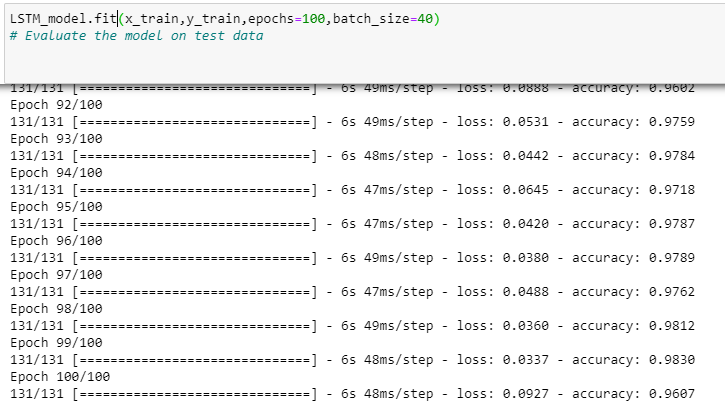 LSTM_model.fit(x_train,y_train,epochs=100,batch_size=40)
# Evaluate the model on test data
131/131 [==============================] - 6s 49ms/step - loss: 0.0888 - accuracy: 0.9602
Epoch 92/100
131/131 [==============================] - 6s 49ms/step - loss: 0.0531 - accuracy: 0.9759
Epoch 93/100
131/131 [==============================] - 6s 48ms/step - loss: 0.0442 - accuracy: 0.9784
Epoch 94/100
131/131 [==============================] - 6s 47ms/step - loss: 0.0645 - accuracy: 0.9718
Epoch 95/100
131/131 [==============================] - 6s 47ms/step - loss: 0.0420 - accuracy: 0.9787
Epoch 96/100
131/131 [==============================] - 6s 49ms/step - loss: 0.0380 - accuracy: 0.9789
Epoch 97/100
131/131 [==============================] - 6s 47ms/step - loss: 0.0488 - accuracy: 0.9762
Epoch 98/100
131/131 [==============================] - 6s 49ms/step - loss: 0.0360 - accuracy: 0.9812
Epoch 99/100
131/131 [==============================] - 6s 48ms/step - loss: 0.0337 - accuracy: 0.9830
Epoch 100/100
131/131 [==============================] - 6s 48ms/step - loss: 0.0927 - accuracy: 0.9607